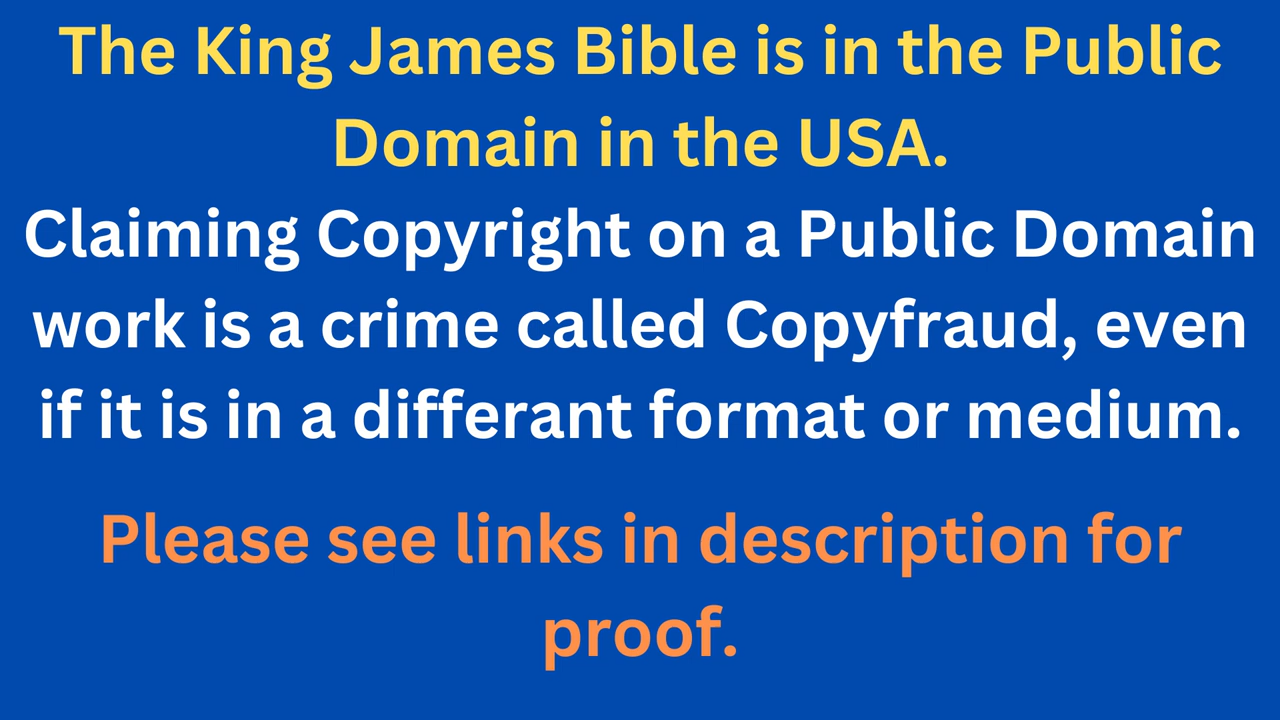 The King James Bible is in the Public
Domain in the USA.
Claiming Copyright on a Public Domain
work is a crime called Copyfraud, even
if it is in a differant format or medium.
Please see links in description for
proof.